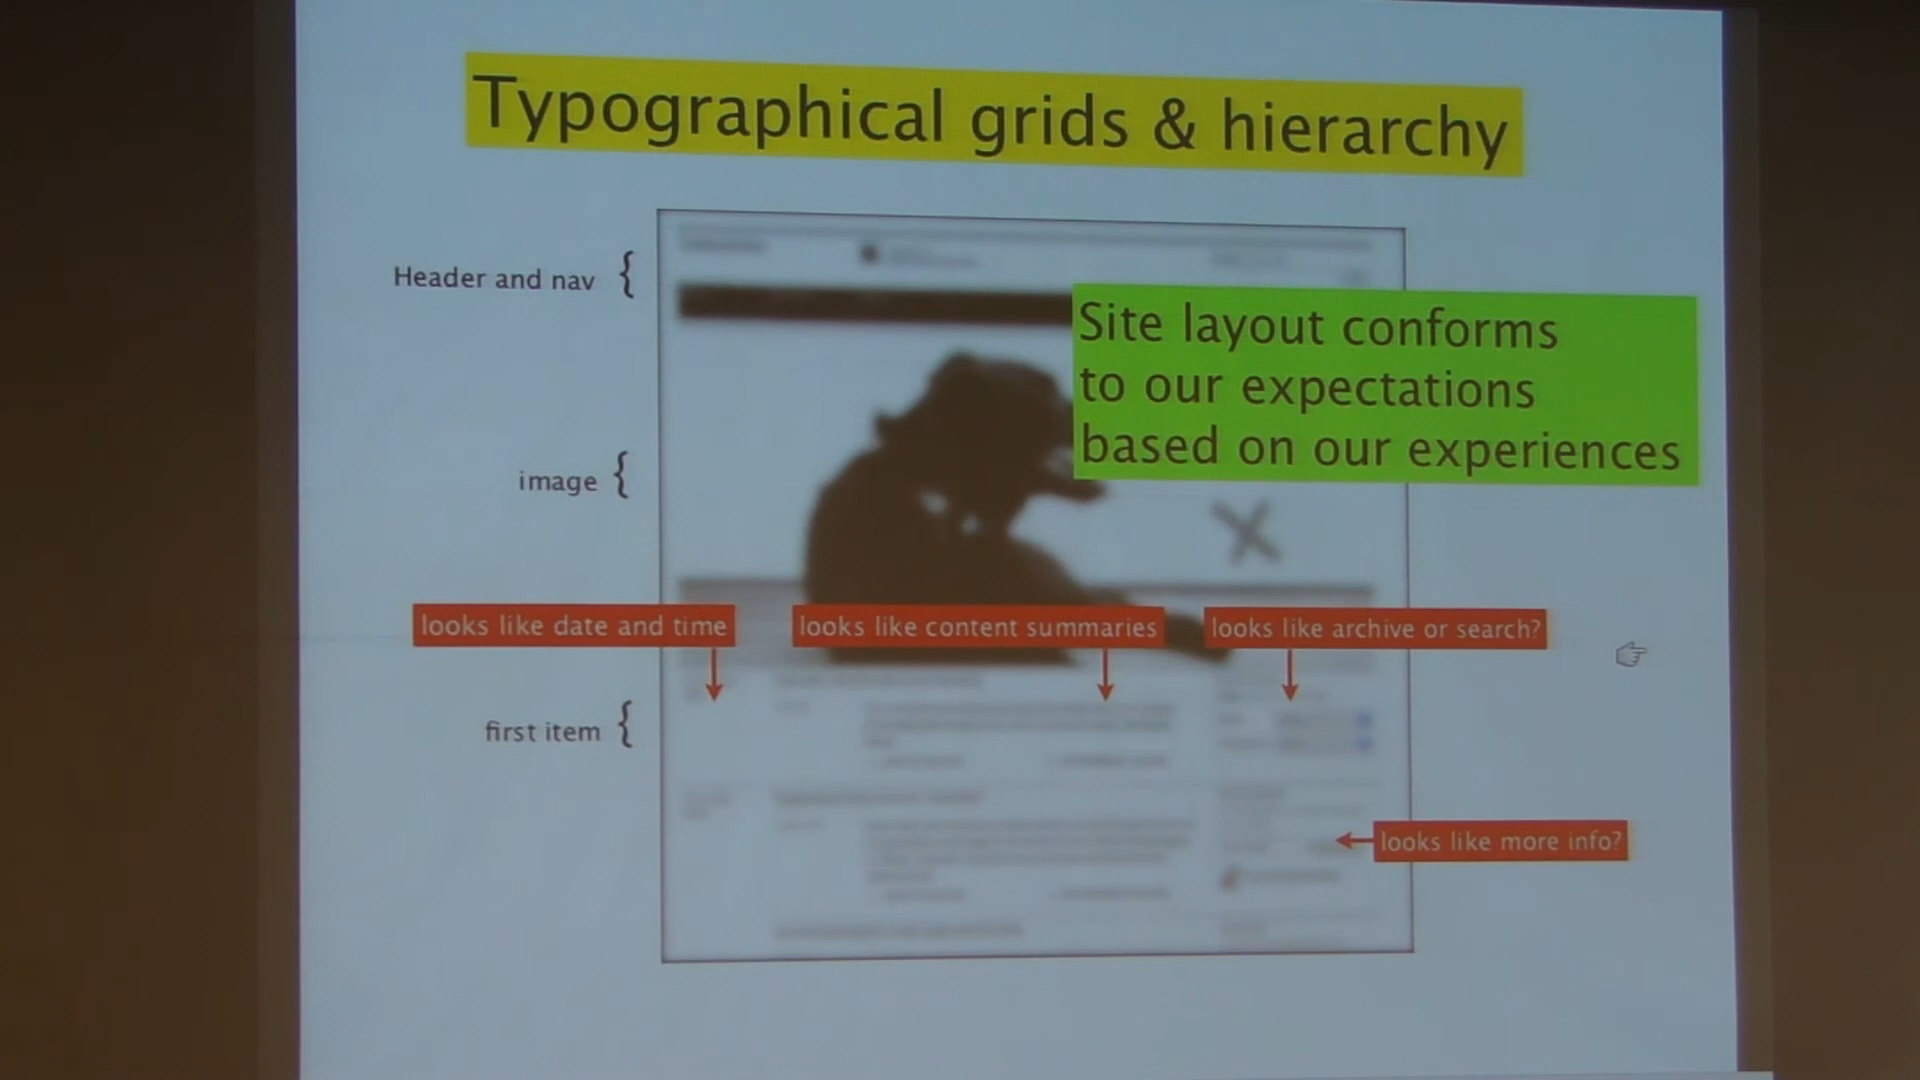 Typographical grids & hierarchy
Header and nav {
Site layout conforms
to our expectations
based on our experiences
image {
looks like date and time
looks like content summaries
looks like archive or search?
first item {
looks like more info?